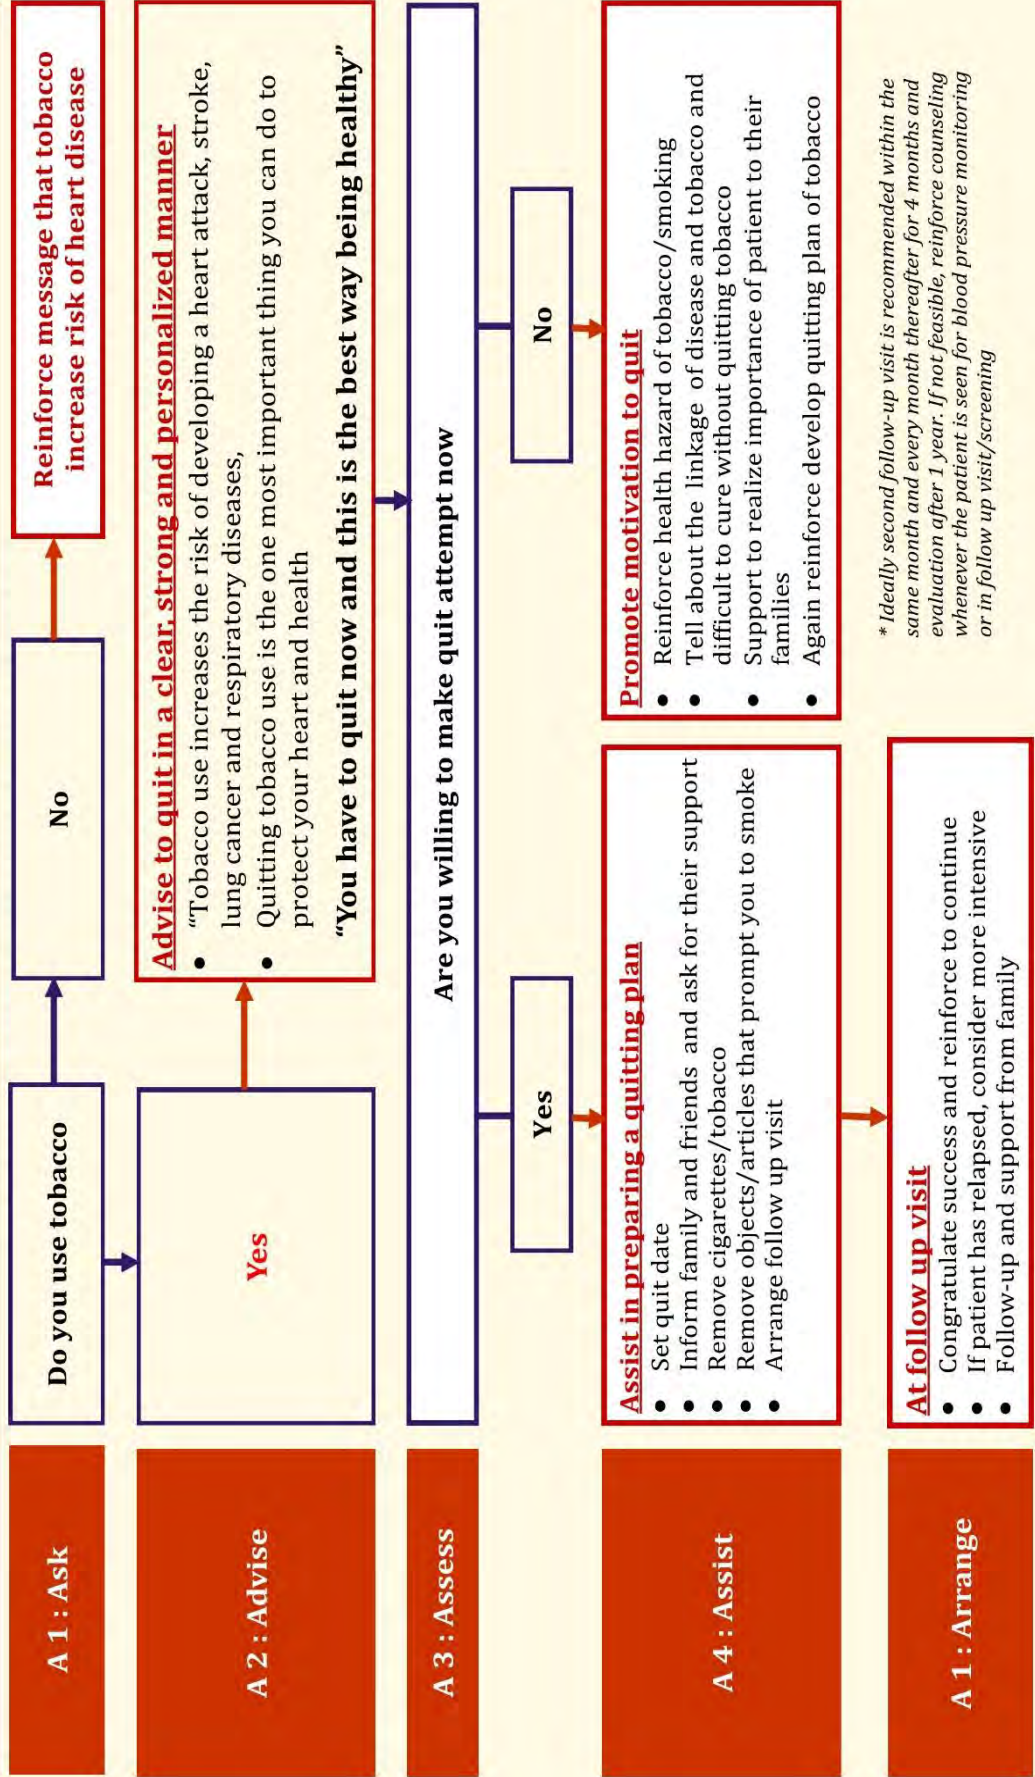 A 1 : Ask
Do you use tobacco
No
Reinforce message that tobacco
increase risk of heart disease
A 2 : Advise
Yes
Advise to quit in a clear, strong and personalized manner
● “Tobacco use increases the risk of developing a heart attack, stroke,
lung cancer and respiratory diseases,
● Quitting tobacco use is the one most important thing you can do to
protect your heart and health
“You have to quit now and this is the best way being healthy”
A 3 : Assess
Are you willing to make quit attempt now
Yes
No
A 4 : Assist
Assist in preparing a quitting plan
● Set quit date
● Inform family and friends and ask for their support
● Remove cigarettes/tobacco
● Remove objects/articles that prompt you to smoke
● Arrange follow up visit
Promote motivation to quit
● Reinforce health hazard of tobacco/smoking
● Tell about the linkage of disease and tobacco and
difficult to cure without quitting tobacco
● Support to realize importance of patient to their
families
● Again reinforce develop quitting plan of tobacco
A 1 : Arrange
At follow up visit
● Congratulate success and reinforce to continue
● If patient has relapsed, consider more intensive
● Follow-up and support from family
* Ideally second follow-up visit is recommended within the
same month and every month thereafter for 4 months and
evaluation after 1 year. If not feasible, reinforce counseling
whenever the patient is seen for blood pressure monitoring
or in follow up visit/screening